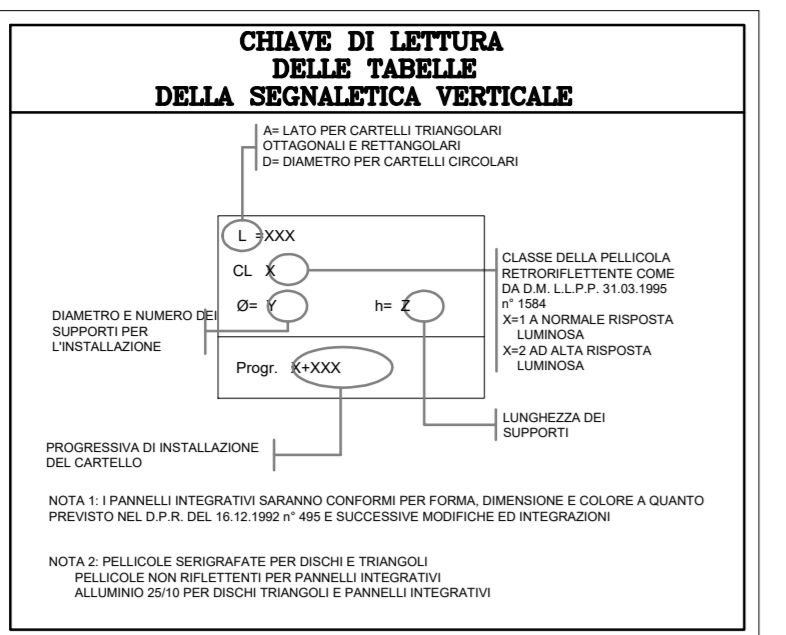 CHIAVE DI LETTURA
DELLE TABELLE
DELLA SEGNALETICA VERTICALE
A= LATO PER CARTELLI TRIANGOLARI
OTTAGONALI E RETTANGOLARI
D= DIAMETRO PER CARTELLI CIRCOLARI
L =XXX
CL X
Ø= Y h= Z
Progr. X+XXX
CLASSE DELLA PELLICOLA
RETRORIFLETTENTE COME
DA D.M. L.L.P.P. 31.03.1995
n° 1584
X=1 A NORMALE RISPOSTA
LUMINOSA
X=2 AD ALTA RISPOSTA
LUMINOSA
DIAMETRO E NUMERO DEI
SUPPORTI PER
L'INSTALLAZIONE
LUNGHEZZA DEI
SUPPORTI
PROGRESSIVA DI INSTALLAZIONE
DEL CARTELLO
NOTA 1: I PANNELLI INTEGRATIVI SARANNO CONFORMI PER FORMA, DIMENSIONE E COLORE A QUANTO
PREVISTO NEL D.P.R. DEL 16.12.1992 n° 495 E SUCCESSIVE MODIFICHE ED INTEGRAZIONI
NOTA 2: PELLICOLE SERIGRAFATE PER DISCHI E TRIANGOLI
PELLICOLE NON RIFLETTENTI PER PANNELLI INTEGRATIVI
ALLUMINIO 25/10 PER DISCHI TRIANGOLI E PANNELLI INTEGRATIVI